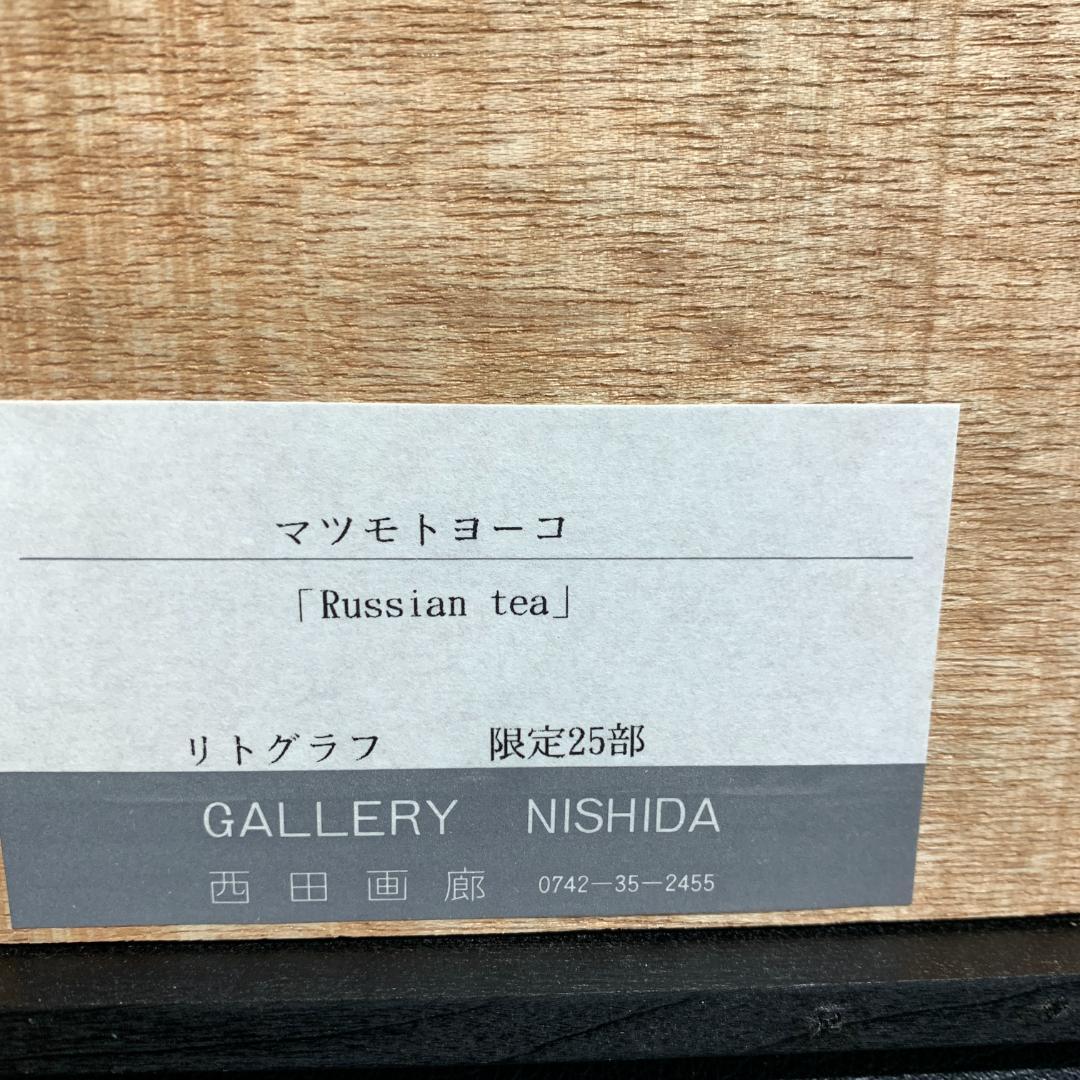 マツモトヨーコ
「Russian tea」
リトグラフ 限定25部
GALLERY NISHIDA
西田画廊 0742-35-2455